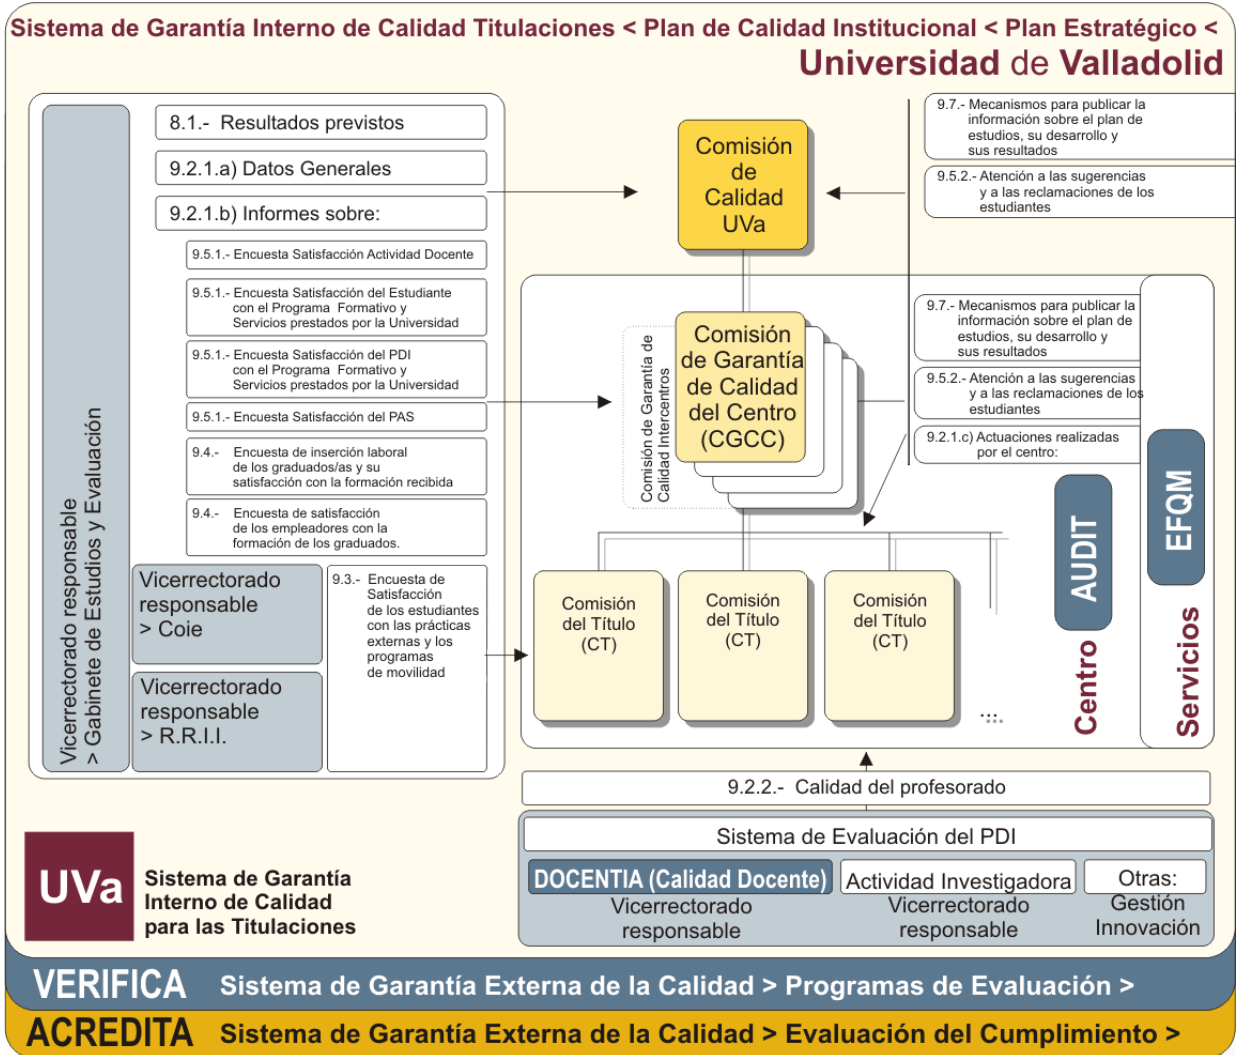 Sistema de Garantía Interno de Calidad Titulaciones < Plan de Calidad Institucional < Plan Estratégico <
Universidad de Valladolid
Vicerrectorado responsable
> Gabinete de Estudios y Evaluación
8.1.- Resultados previstos
9.2.1.a) Datos Generales
9.2.1.b) Informes sobre:
9.5.1.- Encuesta Satisfacción Actividad Docente
9.5.1.- Encuesta Satisfacción del Estudiante
con el Programa Formativo y
Servicios prestados por la Universidad
9.5.1.- Encuesta Satisfacción del PDI
con el Programa Formativo y
Servicios prestados por la Universidad
9.5.1.- Encuesta Satisfacción del PAS
9.4.- Encuesta de inserción laboral
de los graduados/as y su
satisfacción con la formación recibida
9.4.- Encuesta de satisfacción
de los empleadores con la
formación de los graduados.
Vicerrectorado
responsable
> Coie
Vicerrectorado
responsable
> R.R.I.I.
9.3.- Encuesta de
Satisfacción
de los estudiantes
con las prácticas
externas y los
programas
de movilidad
Comisión
de
Calidad
UVa
9.7.- Mecanismos para publicar la
información sobre el plan de
estudios, su desarrollo y
sus resultados
9.5.2.- Atención a las sugerencias
y a las reclamaciones de los
estudiantes
Comisión de Garantía de
Calidad Intercentros
Comisión
de Garantía
de Calidad
del Centro
(CGCC)
9.7.- Mecanismos para publicar la
información sobre el plan de
estudios, su desarrollo y
sus resultados
9.5.2.- Atención a las sugerencias
y a las reclamaciones de los
estudiantes
9.2.1.c) Actuaciones realizadas
por el centro:
Comisión
del Título
(CT)
Comisión
del Título
(CT)
Comisión
del Título
(CT)
...
AUDIT
Centro
EFQM
Servicios
9.2.2.- Calidad del profesorado
Sistema de Evaluación del PDI
DOCENTIA (Calidad Docente)
Vicerrectorado
responsable
Actividad Investigadora
Vicerrectorado
responsable
Otras:
Gestión
Innovación
UVa
Sistema de Garantía
Interno de Calidad
para las Titulaciones
VERIFICA Sistema de Garantía Externa de la Calidad > Programas de Evaluación >
ACREDITA Sistema de Garantía Externa de la Calidad > Evaluación del Cumplimiento >